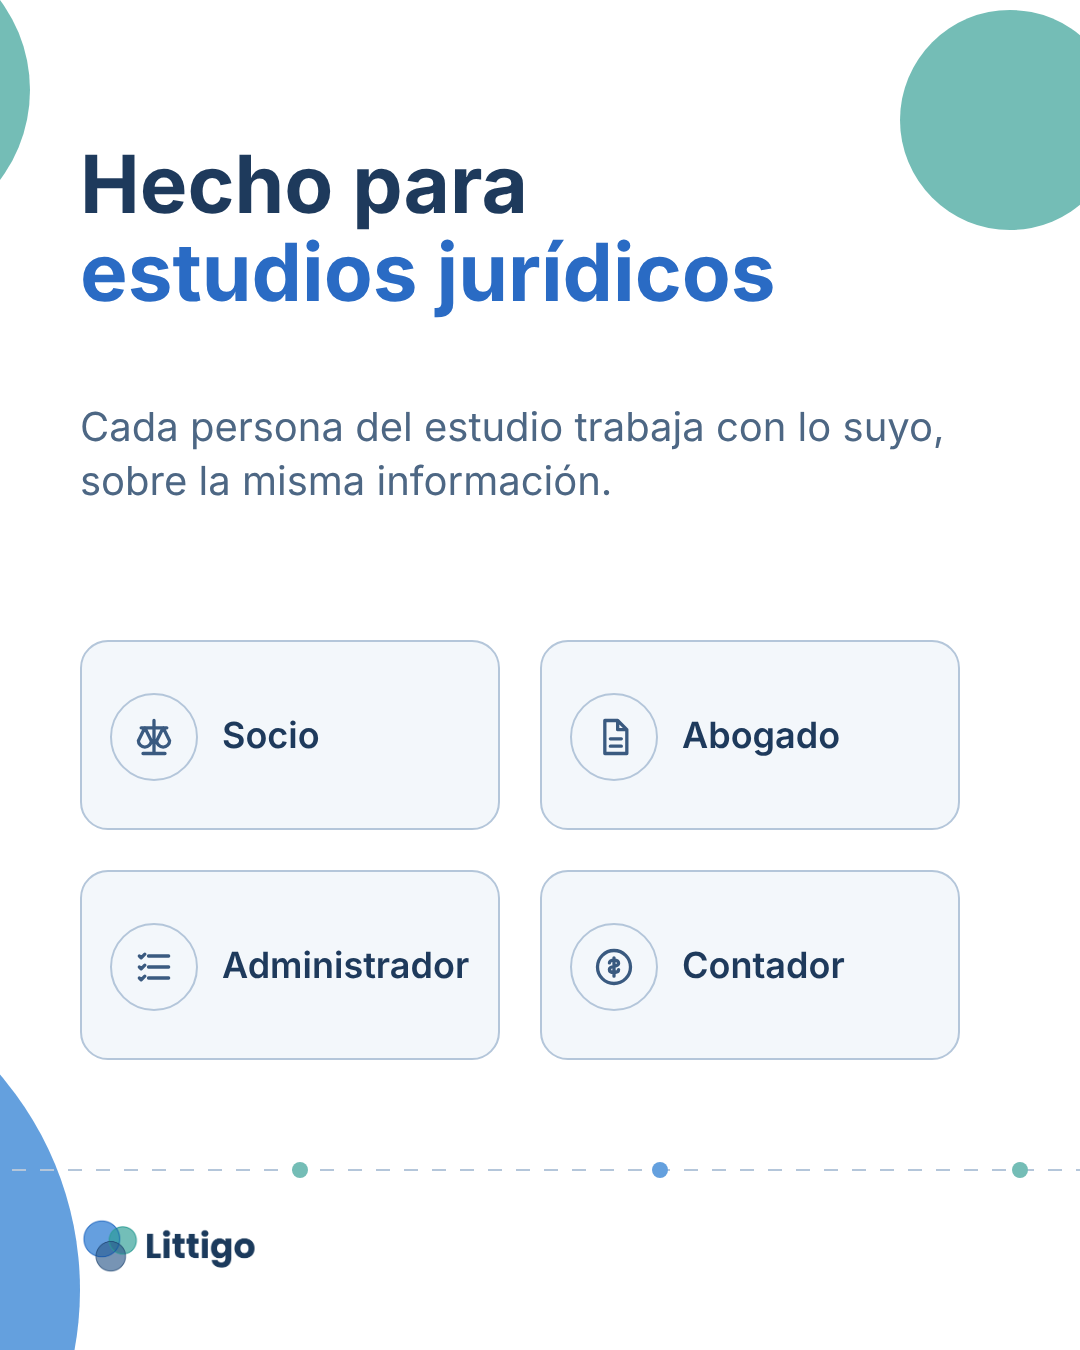 Hecho para
estudios jurídicos
Cada persona del estudio trabaja con lo suyo,
sobre la misma información.
Socio
Abogado
Administrador
Contador
Littigo